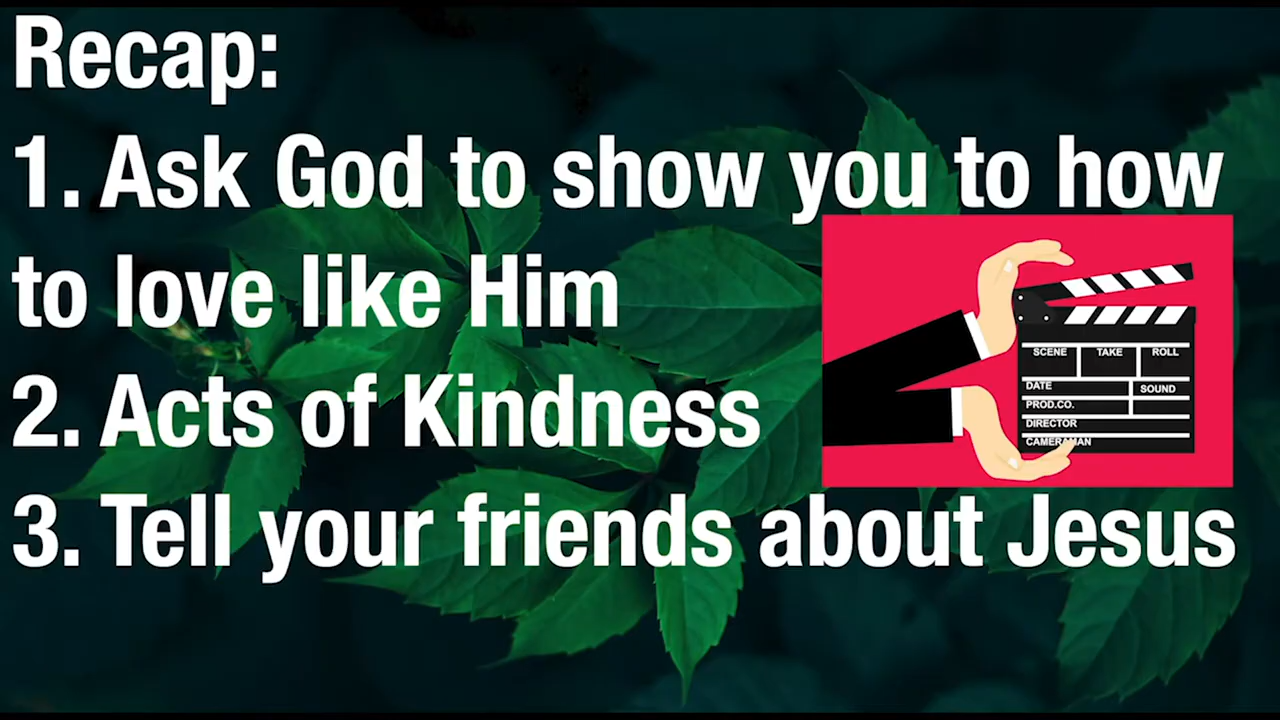 Recap:
1. Ask God to show you to how
to love like Him
2. Acts of Kindness
3. Tell your friends about Jesus
SCENE TAKE ROLL
DATE SOUND
PROD.CO.
DIRECTOR
CAMERAMAN